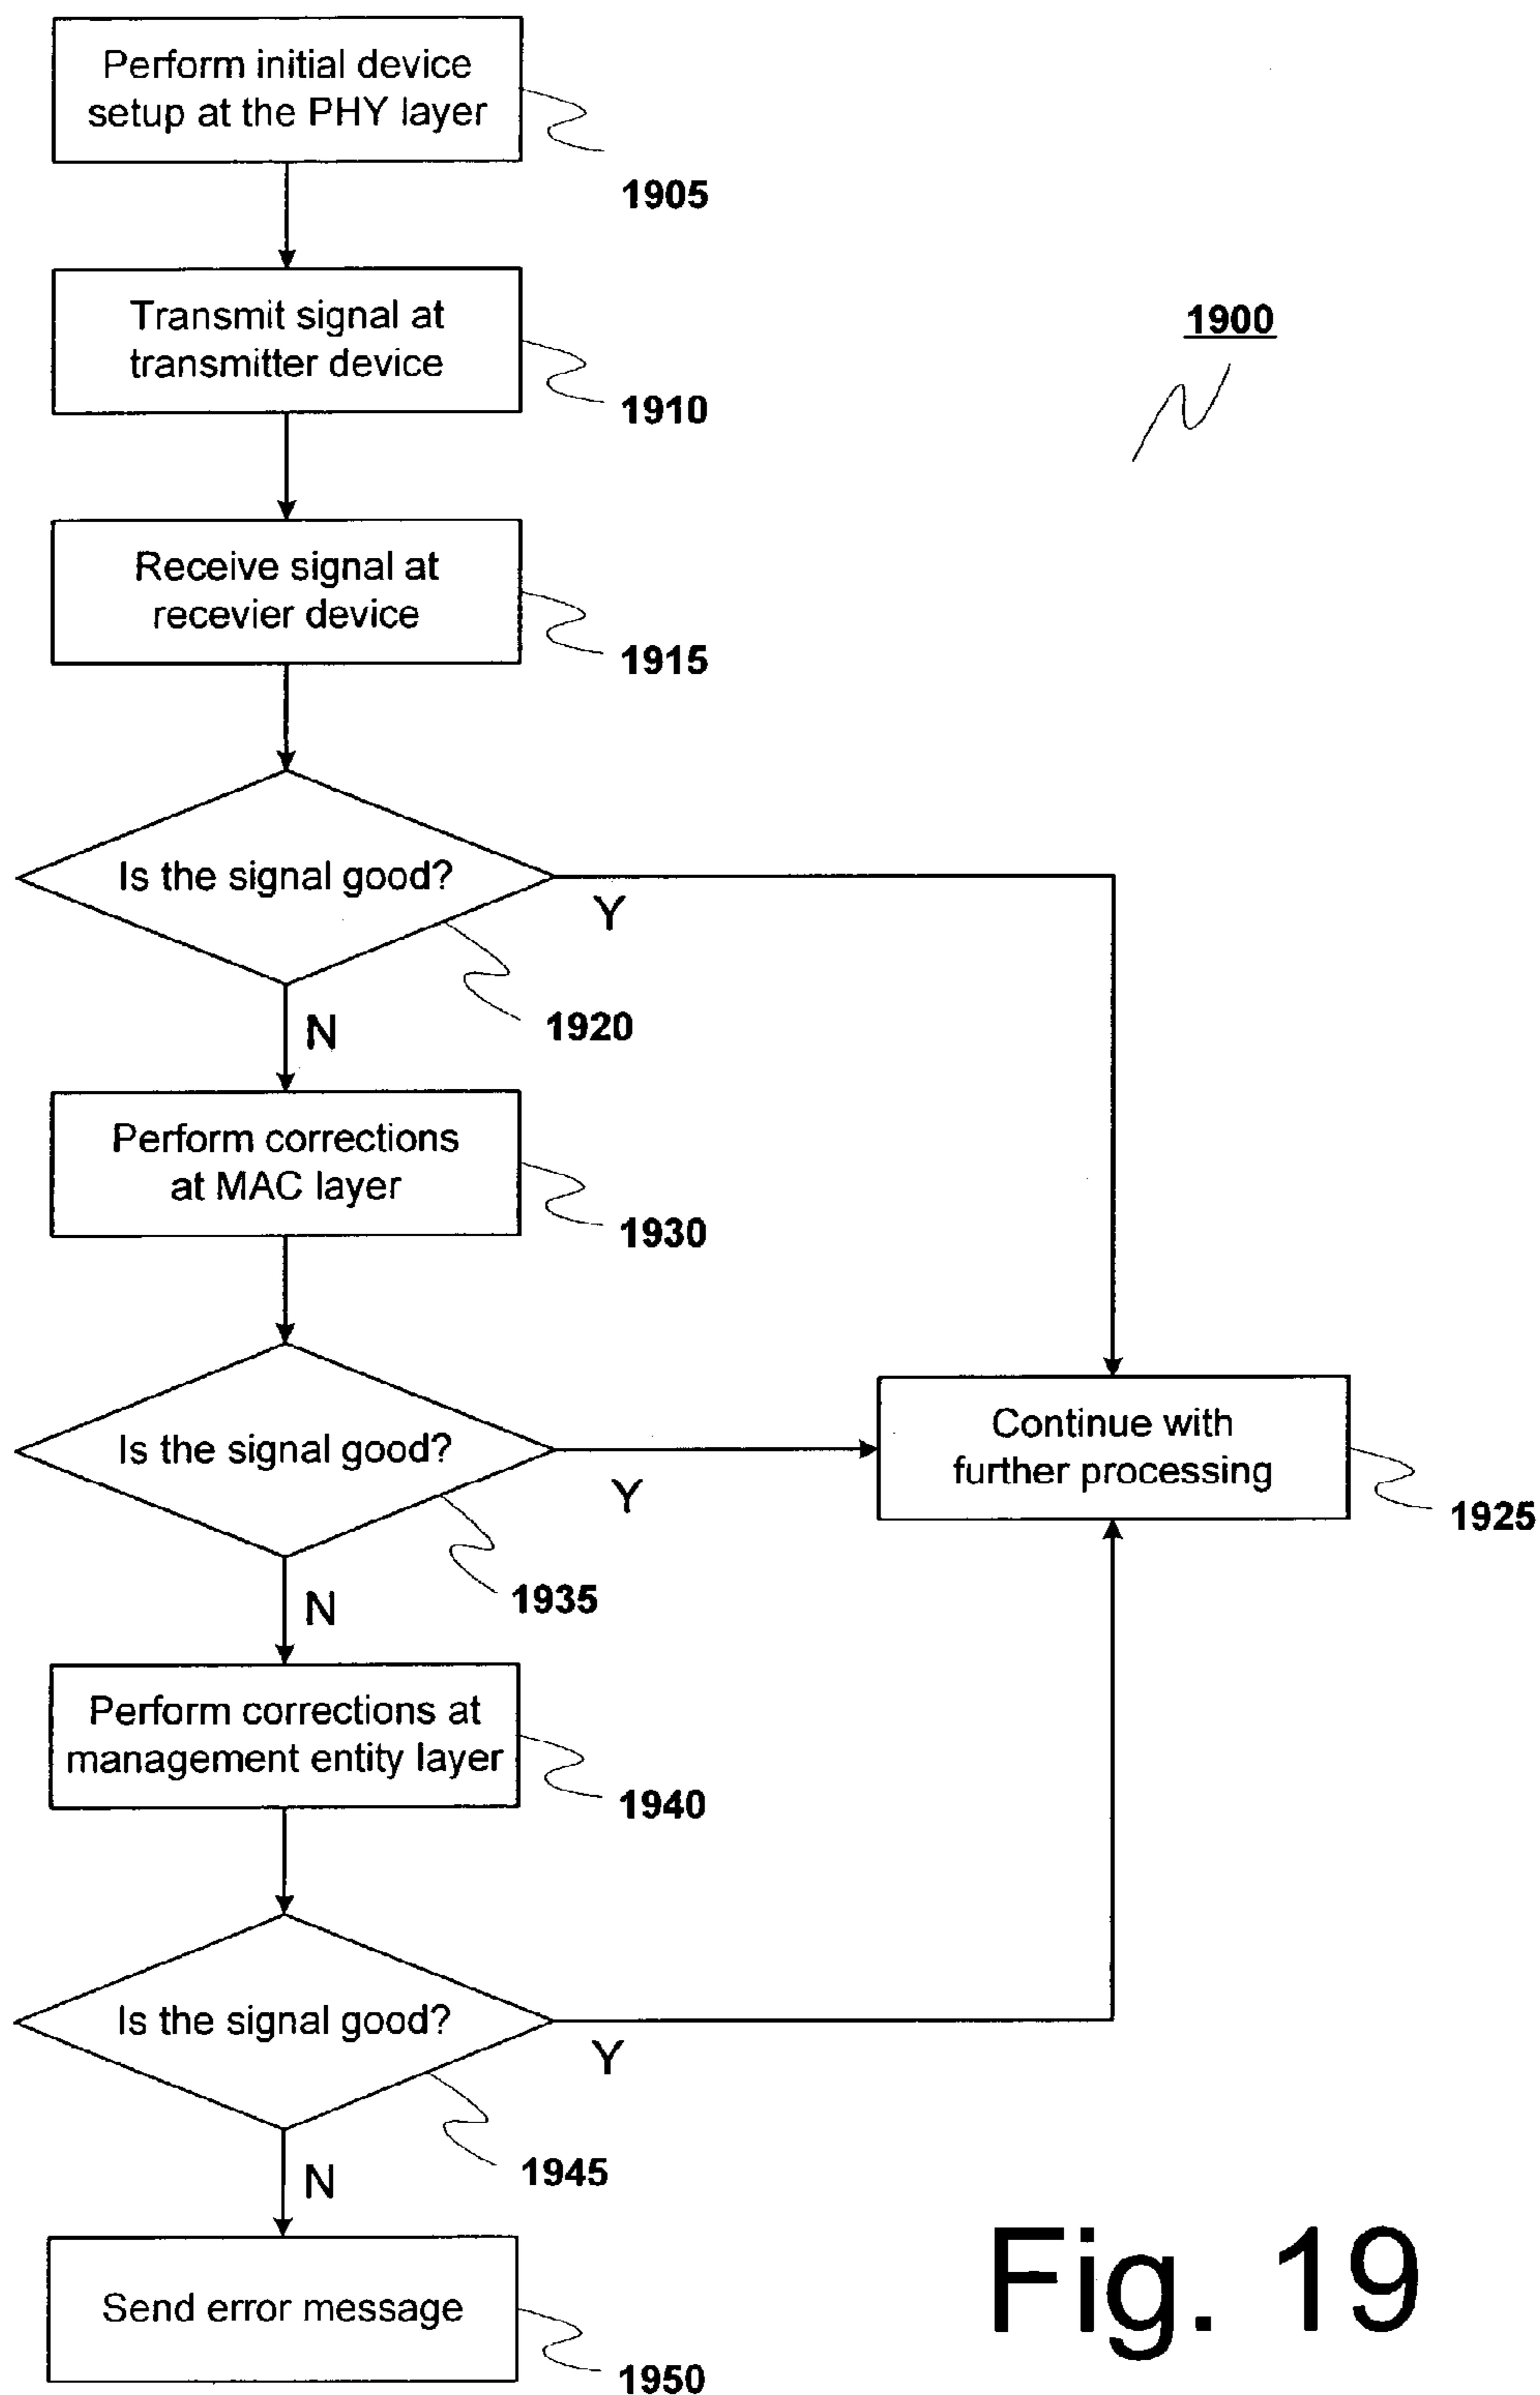 Perform initial device
setup at the PHY layer
1905
1900
Transmit signal at
transmitter device
1910
Receive signal at
recevier device
1915
Is the signal good?
Y
1920
N
Perform corrections
at MAC layer
1930
Is the signal good?
Y
Continue with
further processing
1925
1935
N
Perform corrections at
management entity layer
1940
Is the signal good?
Y
1945
N
Send error message
1950
Fig. 19